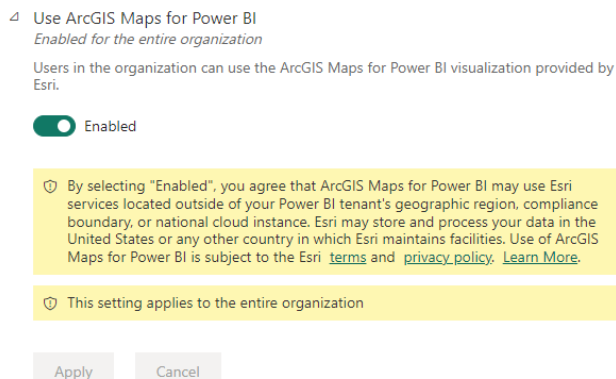 Use ArcGIS Maps for Power BI
Enabled for the entire organization
Users in the organization can use the ArcGIS Maps for Power BI visualization provided by
Esri.
Enabled
By selecting "Enabled", you agree that ArcGIS Maps for Power BI may use Esri
services located outside of your Power BI tenant's geographic region, compliance
boundary, or national cloud instance. Esri may store and process your data in the
United States or any other country in which Esri maintains facilities. Use of ArcGIS
Maps for Power BI is subject to the Esri terms and privacy policy. Learn More.
This setting applies to the entire organization
Apply Cancel